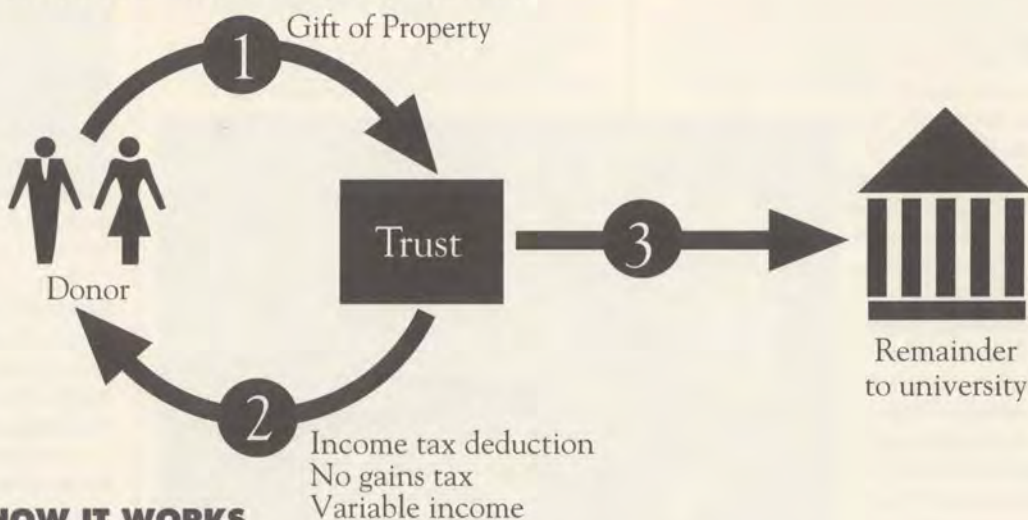 1
Gift of Property
Donor
Trust
3
Remainder
to university
2
Income tax deduction
No gains tax
Variable income
HOW IT WORKS